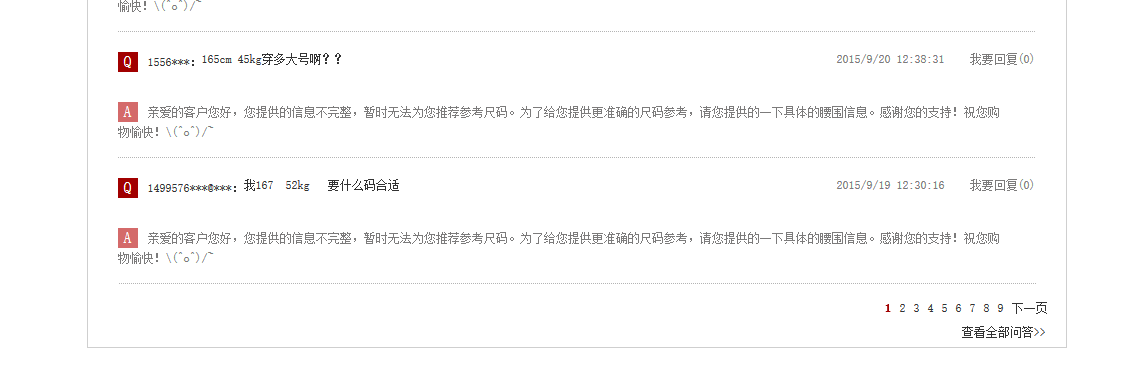 愉快！\(^o^)/~
Q 1556***：165cm 45kg穿多大号啊？？ 2015/9/20 12:38:31 我要回复(0)
A 亲爱的客户您好，您提供的信息不完整，暂时无法为您推荐参考尺码。为了给您提供更准确的尺码参考，请您提供的一下具体的腰围信息。感谢您的支持！祝您购
物愉快！\(^o^)/~
Q 1499576***@***：我167 52kg 要什么码合适 2015/9/19 12:30:16 我要回复(0)
A 亲爱的客户您好，您提供的信息不完整，暂时无法为您推荐参考尺码。为了给您提供更准确的尺码参考，请您提供的一下具体的腰围信息。感谢您的支持！祝您购
物愉快！\(^o^)/~
1 2 3 4 5 6 7 8 9 下一页
查看全部问答>>